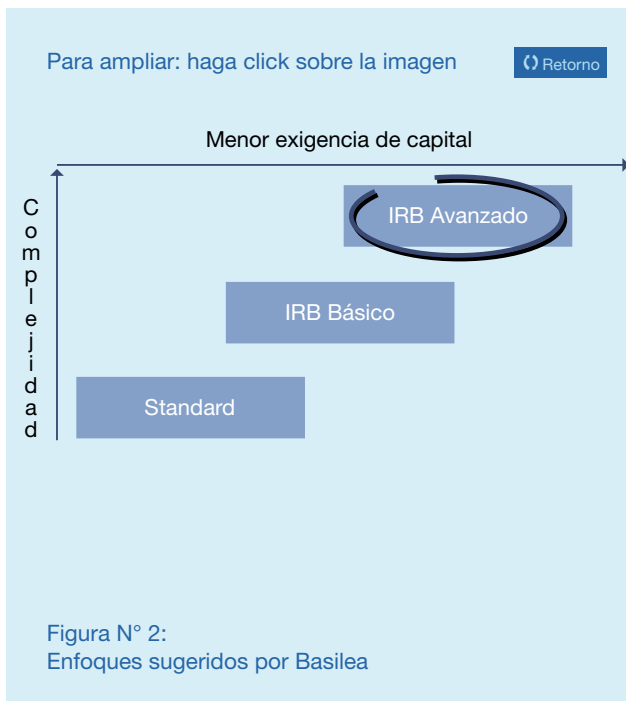 Para ampliar: haga click sobre la imagen
Retorno
Menor exigencia de capital
Complejidad
IRB Avanzado
IRB Básico
Standard
Figura N° 2:
Enfoques sugeridos por Basilea